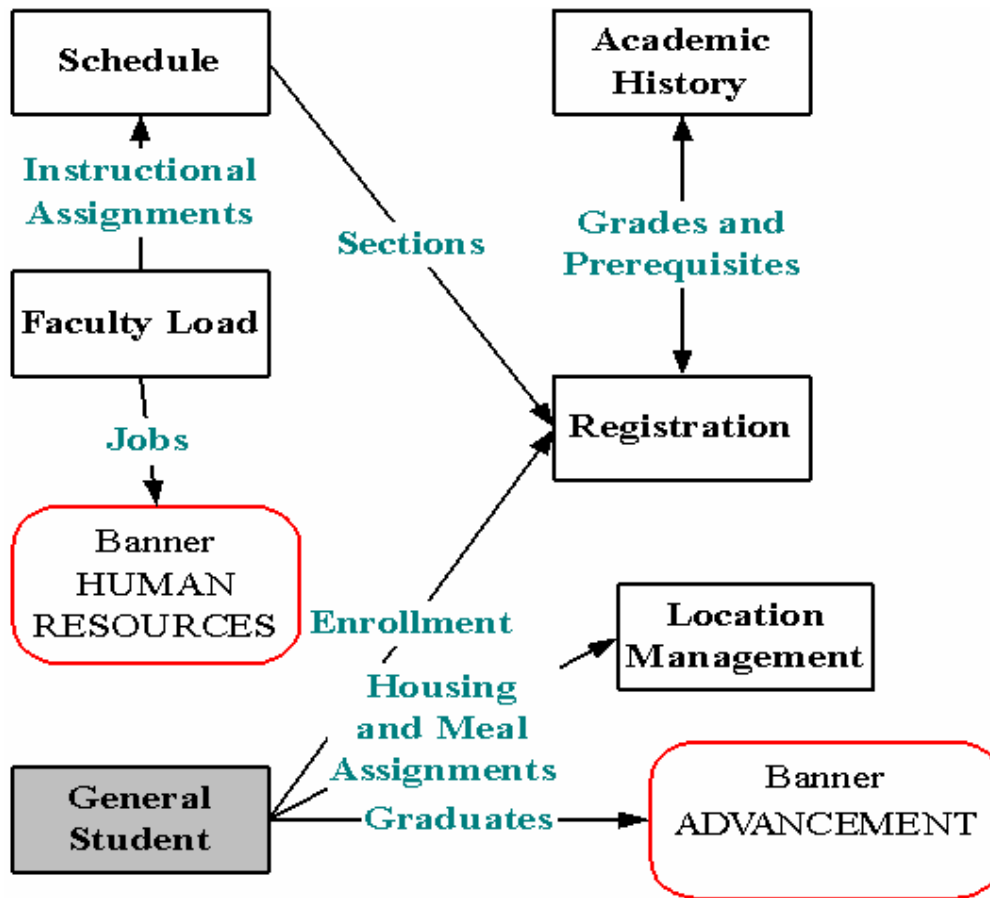 Schedule
Academic
History
Instructional
Assignments
Sections
Grades and
Prerequisites
Faculty Load
Registration
Jobs
Banner
HUMAN
RESOURCES
Enrollment
Location
Management
Housing
and Meal
Assignments
General
Student
Graduates
Banner
ADVANCEMENT